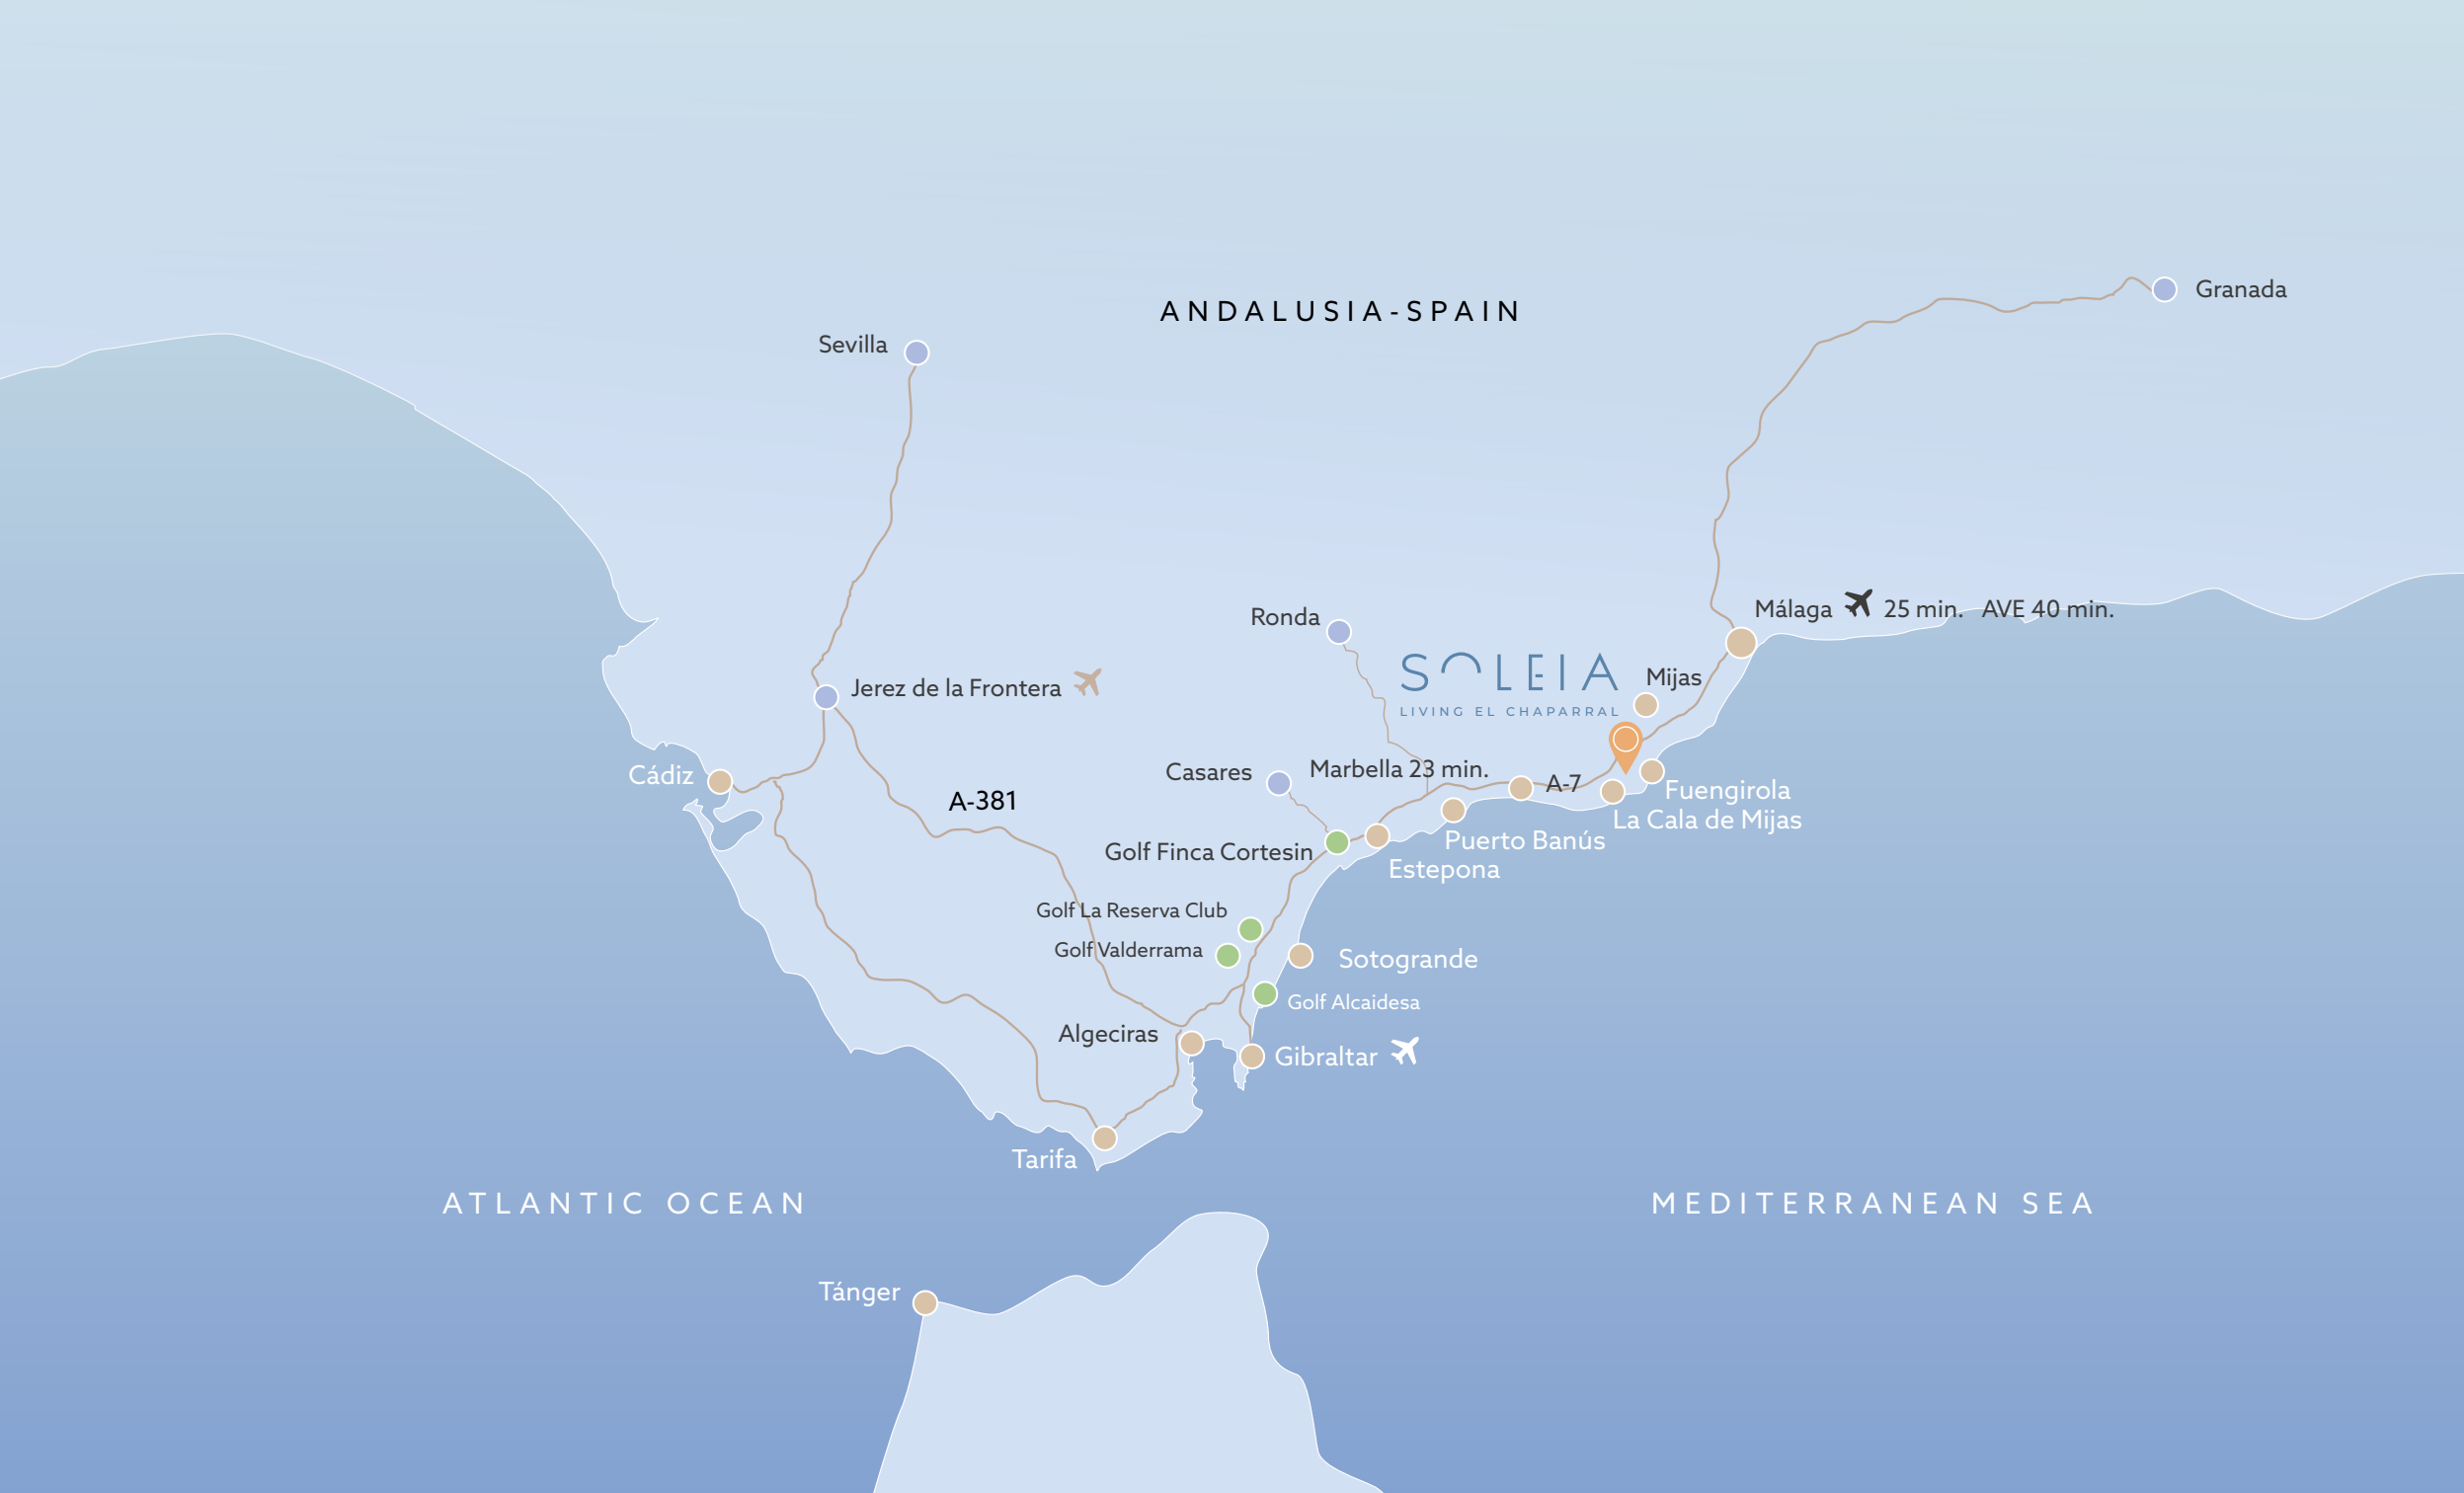 Granada
ANDALUSIA-SPAIN
Sevilla
Málaga 25 min. AVE 40 min.
Ronda
SOLEIA
LIVING EL CHAPARRAL
Mijas
Jerez de la Frontera
Cádiz
Casares
Marbella 23 min.
A-7
Fuengirola
La Cala de Mijas
A-381
Puerto Banús
Golf Finca Cortesin
Estepona
Golf La Reserva Club
Golf Valderrama
Sotogrande
Golf Alcaidesa
Algeciras
Gibraltar
Tarifa
ATLANTIC OCEAN
MEDITERRANEAN SEA
Tánger